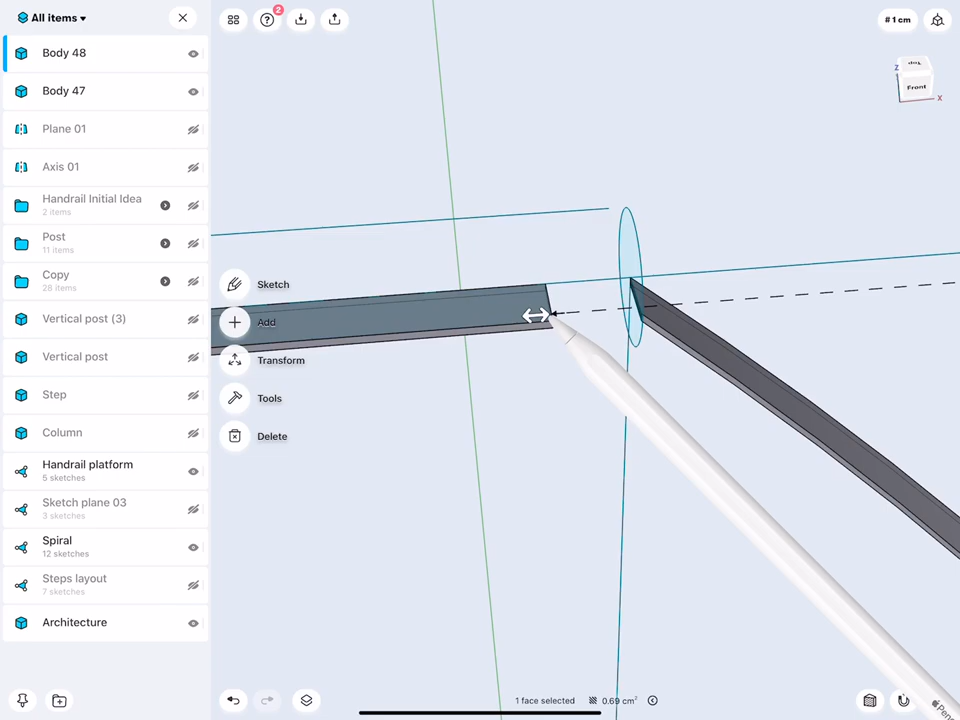 All items
Body 48
Body 47
Plane 01
Axis 01
Handrail Initial Idea
2 items
Post
11 items
Copy
28 items
Vertical post (3)
Vertical post
Step
Column
Handrail platform
5 sketches
Sketch plane 03
3 sketches
Spiral
12 sketches
Steps layout
7 sketches
Architecture
2
# 1 cm
Top
Front
Z
X
Sketch
Add
Transform
Tools
Delete
1 face selected
0.69 cm²